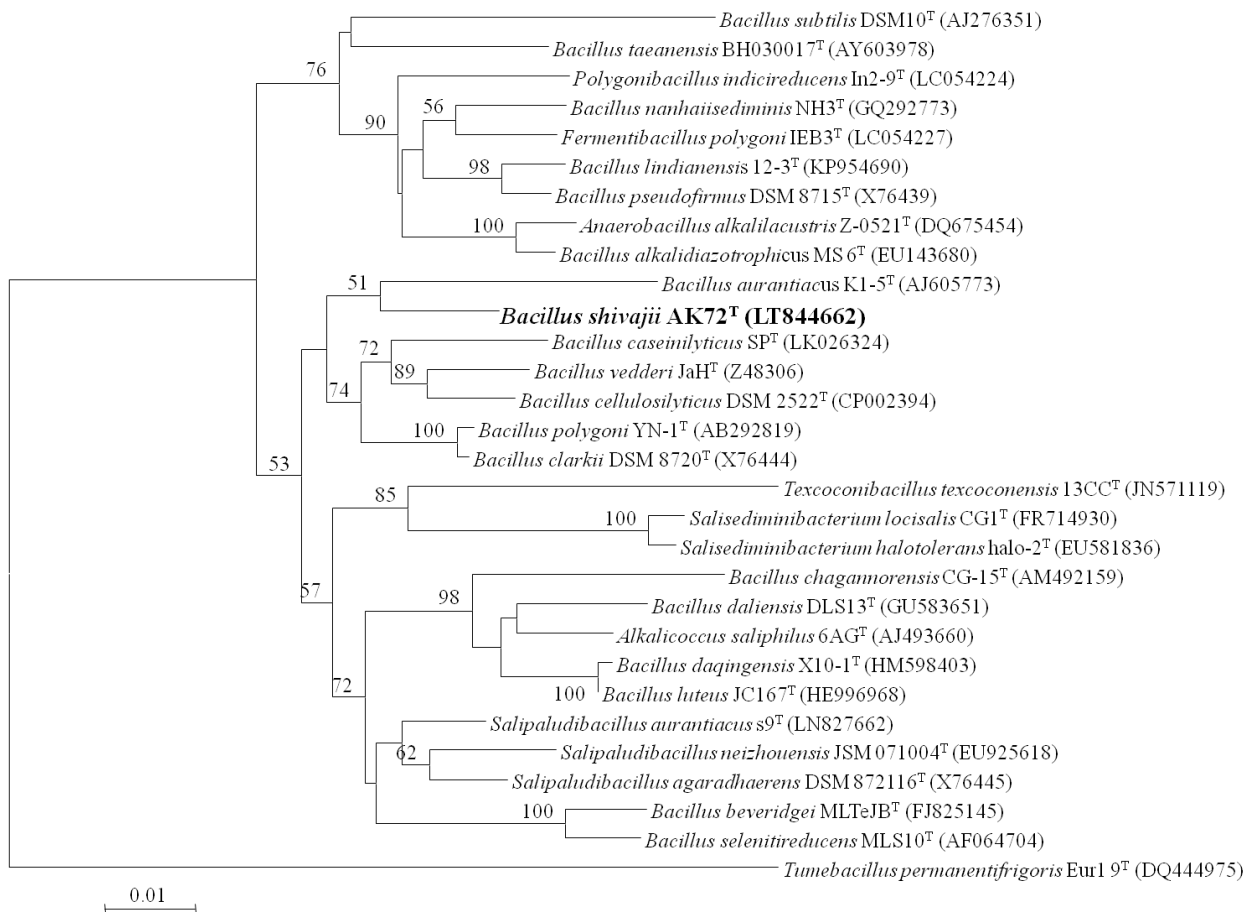 Bacillus subtilis DSM10ᵀ (AJ276351)
Bacillus taeanensis BH030017ᵀ (AY603978)
76
Polygonibacillus indicireducens In2-9ᵀ (LC054224)
56
Bacillus nanhaiisediminis NH3ᵀ (GQ292773)
90
Fermentibacillus polygoni IEB3ᵀ (LC054227)
98
Bacillus lindianensis 12-3ᵀ (KP954690)
Bacillus pseudofirmus DSM 8715ᵀ (X76439)
100
Anaerobacillus alkalilacustris Z-0521ᵀ (DQ675454)
Bacillus alkalidiazotrophicus MS 6ᵀ (EU143680)
51
Bacillus aurantiacus K1-5ᵀ (AJ605773)
Bacillus shivajii AK72ᵀ (LT844662)
72
Bacillus caseinilyticus SPᵀ (LK026324)
89
Bacillus vedderi JaHᵀ (Z48306)
74
Bacillus cellulosilyticus DSM 2522ᵀ (CP002394)
100
Bacillus polygoni YN-1ᵀ (AB292819)
53
Bacillus clarkii DSM 8720ᵀ (X76444)
85
Texcoconibacillus texcoconensis 13CCᵀ (JN571119)
100
Salisediminibacterium locisalis CG1ᵀ (FR714930)
Salisediminibacterium halotolerans halo-2ᵀ (EU581836)
57
98
Bacillus chagannorensis CG-15ᵀ (AM492159)
Bacillus daliensis DLS13ᵀ (GU583651)
Alkalicoccus saliphilus 6AGᵀ (AJ493660)
Bacillus daqingensis X10-1ᵀ (HM598403)
72
100
Bacillus luteus JC167ᵀ (HE996968)
Salipaludibacillus aurantiacus s9ᵀ (LN827662)
62
Salipaludibacillus neizhouensis JSM 071004ᵀ (EU925618)
Salipaludibacillus agaradhaerens DSM 872116ᵀ (X76445)
100
Bacillus beveridgei MLTeJBᵀ (FJ825145)
Bacillus selenitireducens MLS10ᵀ (AF064704)
Tumebacillus permanentifrigoris Eur1 9ᵀ (DQ444975)
0.01